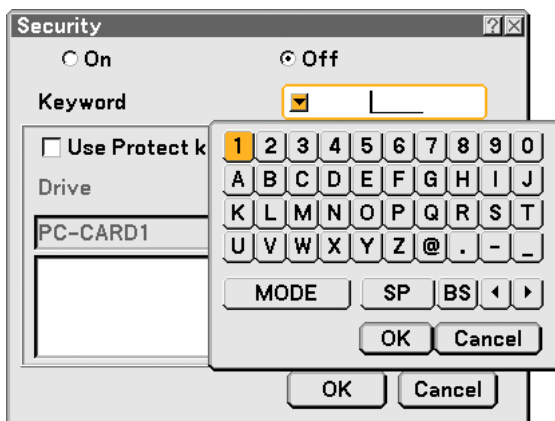 Security ? ×
On Off
Keyword
Use Protect k
Drive
PC-CARD1
1 2 3 4 5 6 7 8 9 0
A B C D E F G H I J
K L M N O P Q R S T
U V W X Y Z @ . - _
MODE SP BS
OK Cancel
OK Cancel